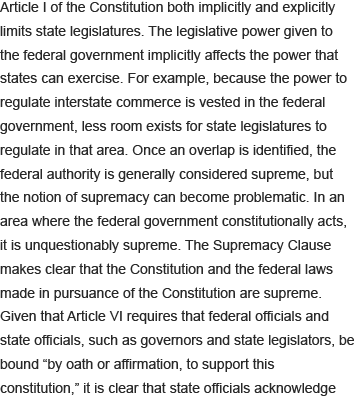 Article I of the Constitution both implicitly and explicitly
limits state legislatures. The legislative power given to
the federal government implicitly affects the power that
states can exercise. For example, because the power to
regulate interstate commerce is vested in the federal
government, less room exists for state legislatures to
regulate in that area. Once an overlap is identified, the
federal authority is generally considered supreme, but
the notion of supremacy can become problematic. In an
area where the federal government constitutionally acts,
it is unquestionably supreme. The Supremacy Clause
makes clear that the Constitution and the federal laws
made in pursuance of the Constitution are supreme.
Given that Article VI requires that federal officials and
state officials, such as governors and state legislators, be
bound “by oath or affirmation, to support this
constitution,” it is clear that state officials acknowledge